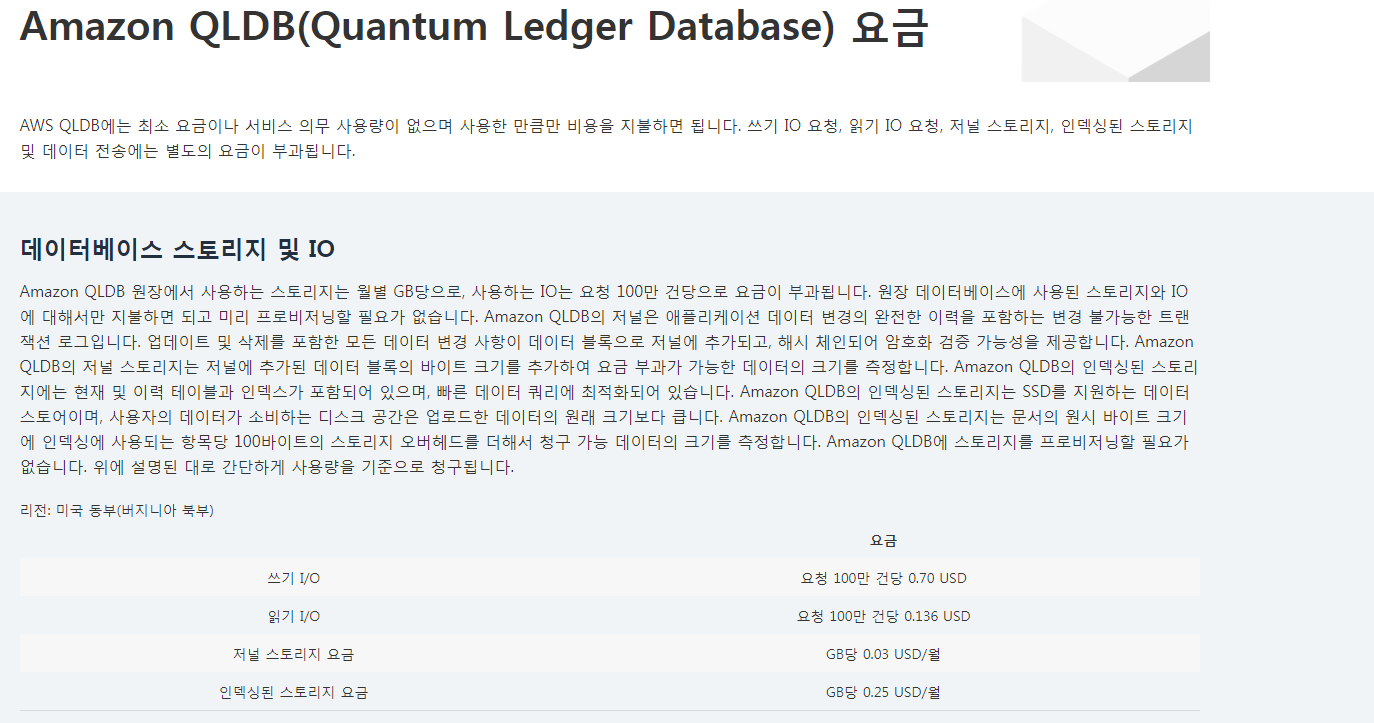 Amazon QLDB(Quantum Ledger Database) 요금
AWS QLDB에는 최소 요금이나 서비스 의무 사용량이 없으며 사용한 만큼만 비용을 지불하면 됩니다. 쓰기 IO 요청, 읽기 IO 요청, 저널 스토리지, 인덱싱된 스토리지
및 데이터 전송에는 별도의 요금이 부과됩니다.
데이터베이스 스토리지 및 IO
Amazon QLDB 원장에서 사용하는 스토리지는 월별 GB당으로, 사용하는 IO는 요청 100만 건당으로 요금이 부과됩니다. 원장 데이터베이스에 사용된 스토리지와 IO
에 대해서만 지불하면 되고 미리 프로비저닝할 필요가 없습니다. Amazon QLDB의 저널은 애플리케이션 데이터 변경의 완전한 이력을 포함하는 변경 불가능한 트랜
잭션 로그입니다. 업데이트 및 삭제를 포함한 모든 데이터 변경 사항이 데이터 블록으로 저널에 추가되고, 해시 체인되어 암호화 검증 가능성을 제공합니다. Amazon
QLDB의 저널 스토리지는 저널에 추가된 데이터 블록의 바이트 크기를 추가하여 요금 부과가 가능한 데이터의 크기를 측정합니다. Amazon QLDB의 인덱싱된 스토리
지에는 현재 및 이력 테이블과 인덱스가 포함되어 있으며, 빠른 데이터 쿼리에 최적화되어 있습니다. Amazon QLDB의 인덱싱된 스토리지는 SSD를 지원하는 데이터
스토어이며, 사용자의 데이터가 소비하는 디스크 공간은 업로드한 데이터의 원래 크기보다 큽니다. Amazon QLDB의 인덱싱된 스토리지는 문서의 원시 바이트 크기
에 인덱싱에 사용되는 항목당 100바이트의 스토리지 오버헤드를 더해서 청구 가능 데이터의 크기를 측정합니다. Amazon QLDB에 스토리지를 프로비저닝할 필요가
없습니다. 위에 설명된 대로 간단하게 사용량을 기준으로 청구됩니다.
리전: 미국 동부(버지니아 북부)
요금
쓰기 I/O 요청 100만 건당 0.70 USD
읽기 I/O 요청 100만 건당 0.136 USD
저널 스토리지 요금 GB당 0.03 USD/월
인덱싱된 스토리지 요금 GB당 0.25 USD/월